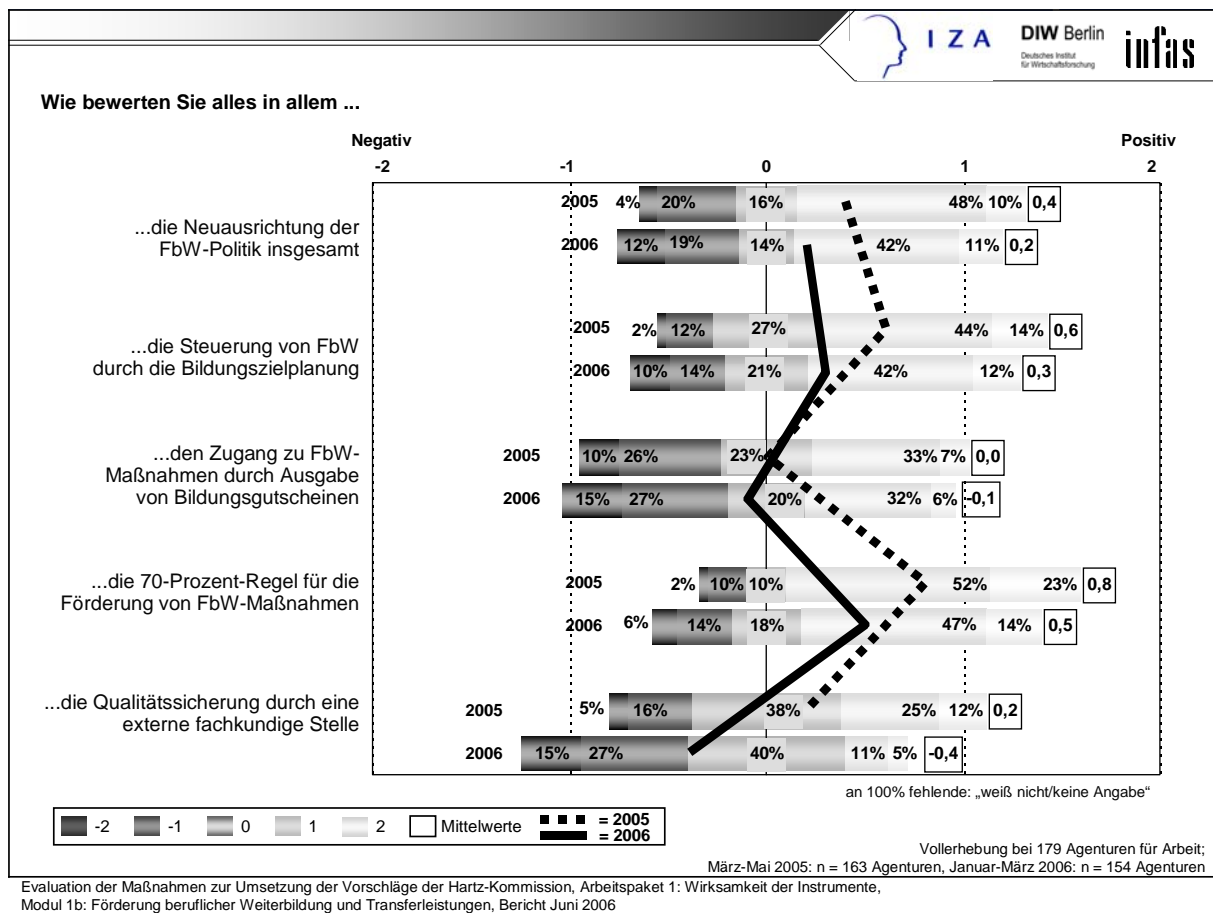 I Z A
DIW Berlin
Deutsches Institut
für Wirtschaftsforschung
infas
Wie bewerten Sie alles in allem ...
Negativ Positiv
-2 -1 0 1 2
...die Neuausrichtung der
FbW-Politik insgesamt
2005 4% 20% 16% 48% 10% 0,4
2006 12% 19% 14% 42% 11% 0,2
...die Steuerung von FbW
durch die Bildungszielplanung
2005 2% 12% 27% 44% 14% 0,6
2006 10% 14% 21% 42% 12% 0,3
...den Zugang zu FbW-
Maßnahmen durch Ausgabe
von Bildungsgutscheinen
2005 10% 26% 23% 33% 7% 0,0
2006 15% 27% 20% 32% 6% -0,1
...die 70-Prozent-Regel für die
Förderung von FbW-Maßnahmen
2005 2% 10% 10% 52% 23% 0,8
2006 6% 14% 18% 47% 14% 0,5
...die Qualitätssicherung durch eine
externe fachkundige Stelle
2005 5% 16% 38% 25% 12% 0,2
2006 15% 27% 40% 11% 5% -0,4
an 100% fehlende: „weiß nicht/keine Angabe“
-2 -1 0 1 2 Mittelwerte = 2005
= 2006
Vollerhebung bei 179 Agenturen für Arbeit;
März-Mai 2005: n = 163 Agenturen, Januar-März 2006: n = 154 Agenturen
Evaluation der Maßnahmen zur Umsetzung der Vorschläge der Hartz-Kommission, Arbeitspaket 1: Wirksamkeit der Instrumente,
Modul 1b: Förderung beruflicher Weiterbildung und Transferleistungen, Bericht Juni 2006